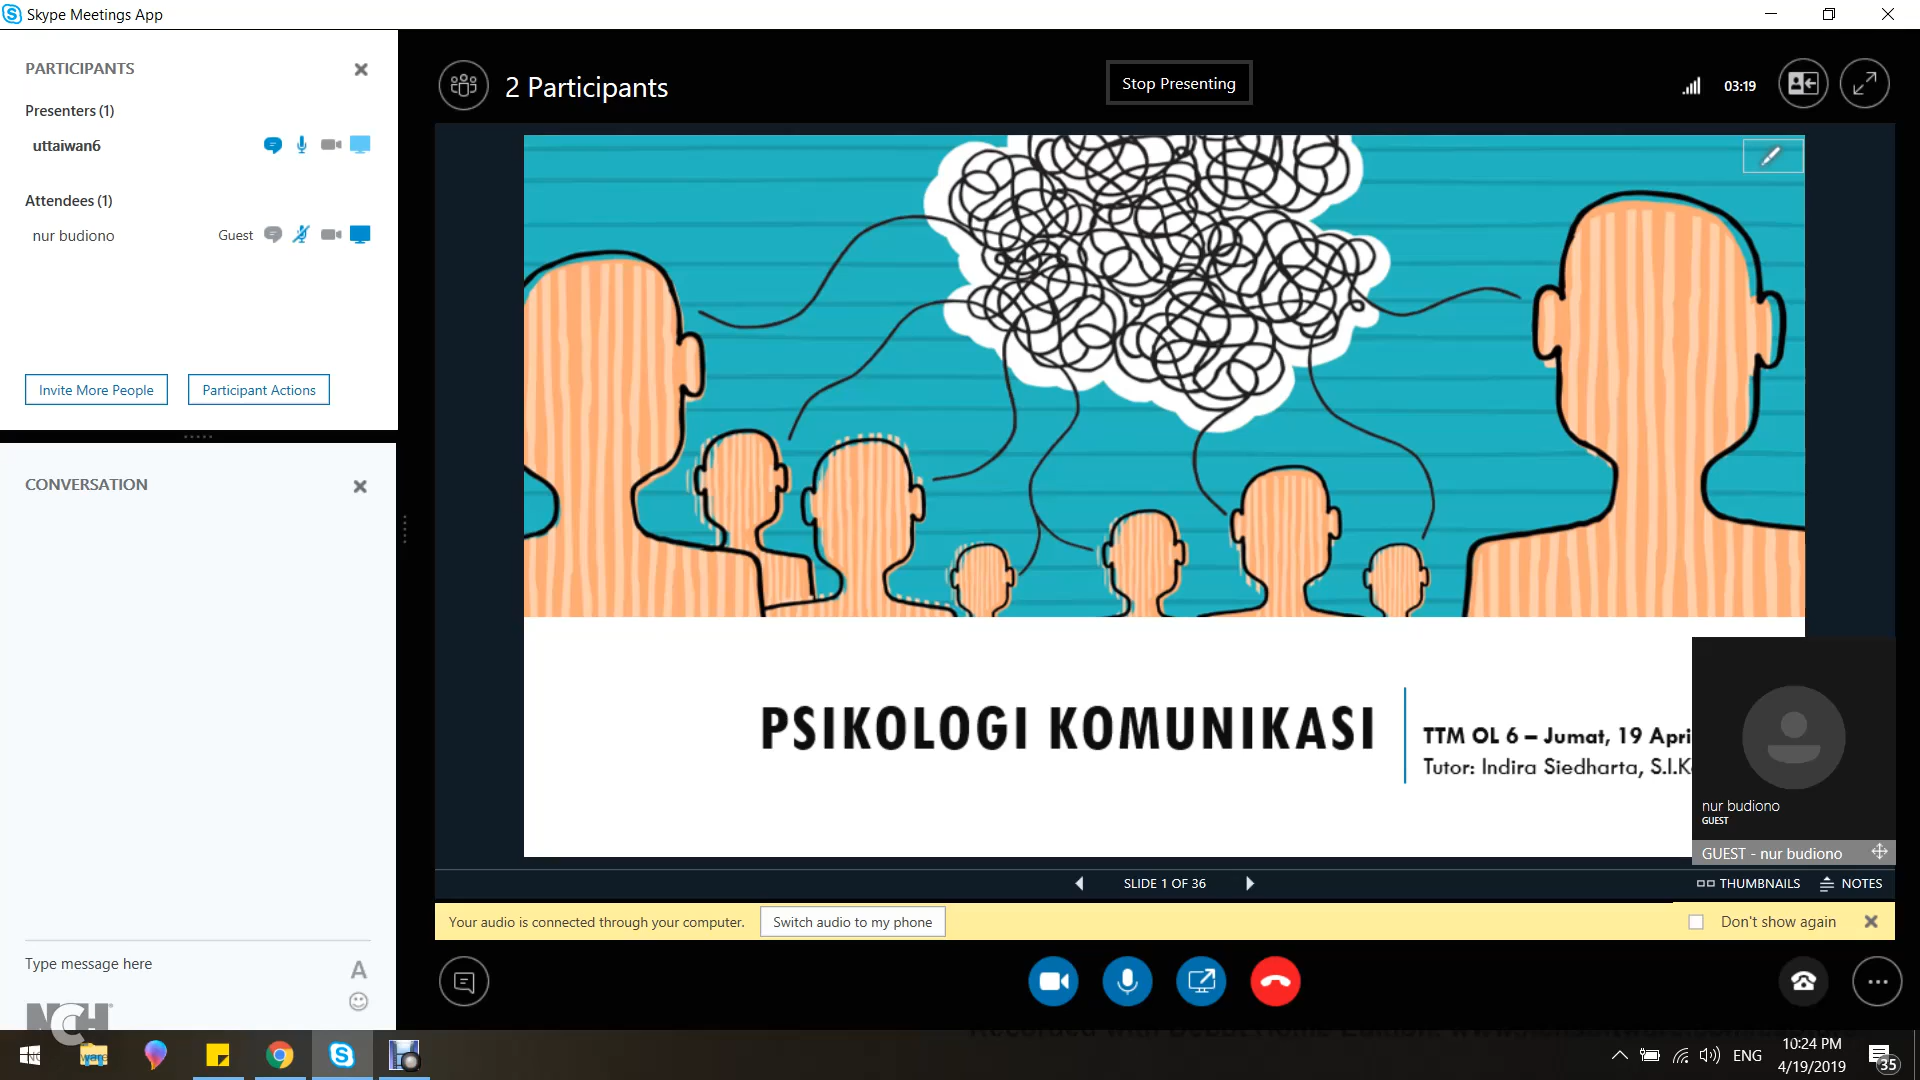 Skype Meetings App
PARTICIPANTS
Presenters (1)
uttaiwan6
Attendees (1)
nur budiono
Guest
Invite More People
Participant Actions
CONVERSATION
Type message here
A
NCH
2 Participants
Stop Presenting
03:19
PSIKOLOGI KOMUNIKASI
TTM OL 6 – Jumat, 19 Apri
Tutor: Indira Siedharta, S.I.K
nur budiono
GUEST
GUEST - nur budiono
SLIDE 1 OF 36
THUMBNAILS
NOTES
Your audio is connected through your computer.
Switch audio to my phone
Don't show again
ENG
10:24 PM
4/19/2019
35